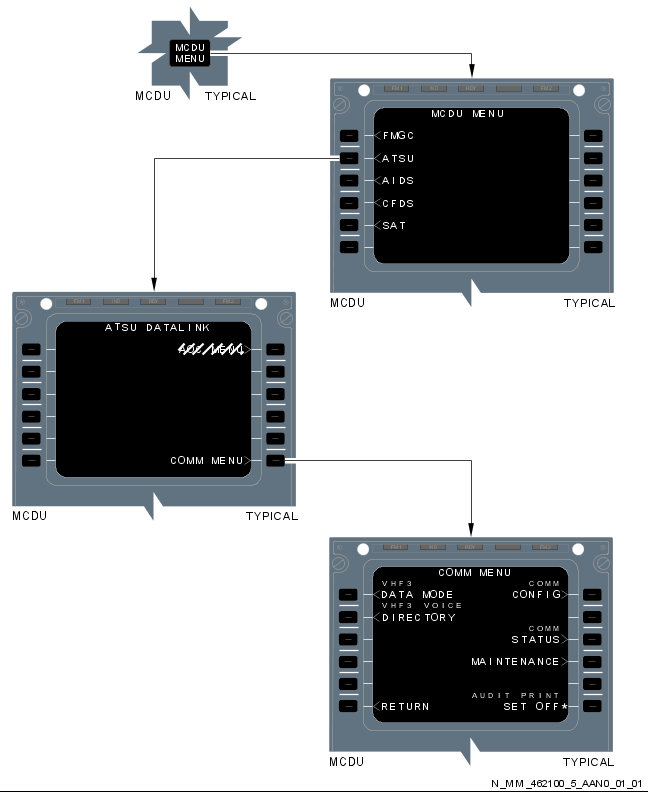 MCDU
MENU
MCDU TYPICAL
MCDU MENU
<FMGC
<ATSU
<AIDS
<CFDS
<SAT
MCDU TYPICAL
ATSU DATALINK
COMM MENU>
MCDU TYPICAL
COMM MENU
VHF3 COMM
<DATA MODE CONFIG>
VHF3 VOICE
<DIRECTORY
COMM
STATUS>
MAINTENANCE>
AUDIT PRINT
<RETURN SET OFF*
MCDU TYPICAL
N_MM_462100_5_AAN0_01_01